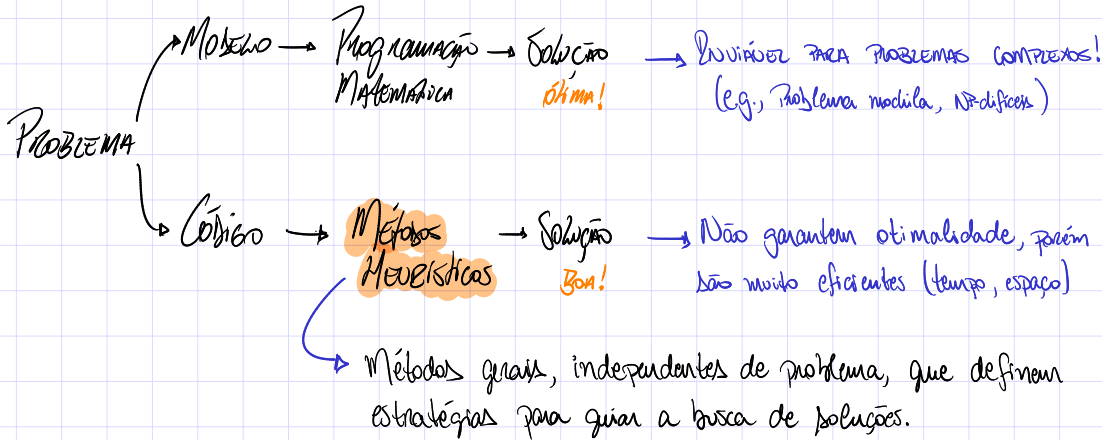 PROBLEMA
MODELO → PROGRAMAÇÃO MATEMÁTICA → SOLUÇÃO ÓTIMA! → INVIÁVEL PARA PROBLEMAS COMPLEXOS!
(e.g., Problema mochila, NP-difíceis)
CÓDIGO → MÉTODOS HEURÍSTICOS → SOLUÇÃO BOA! → Não garantem otimalidade, porém
são muito eficientes (tempo, espaço)
Métodos gerais, independentes de problema, que definem
estratégias para guiar a busca de soluções.